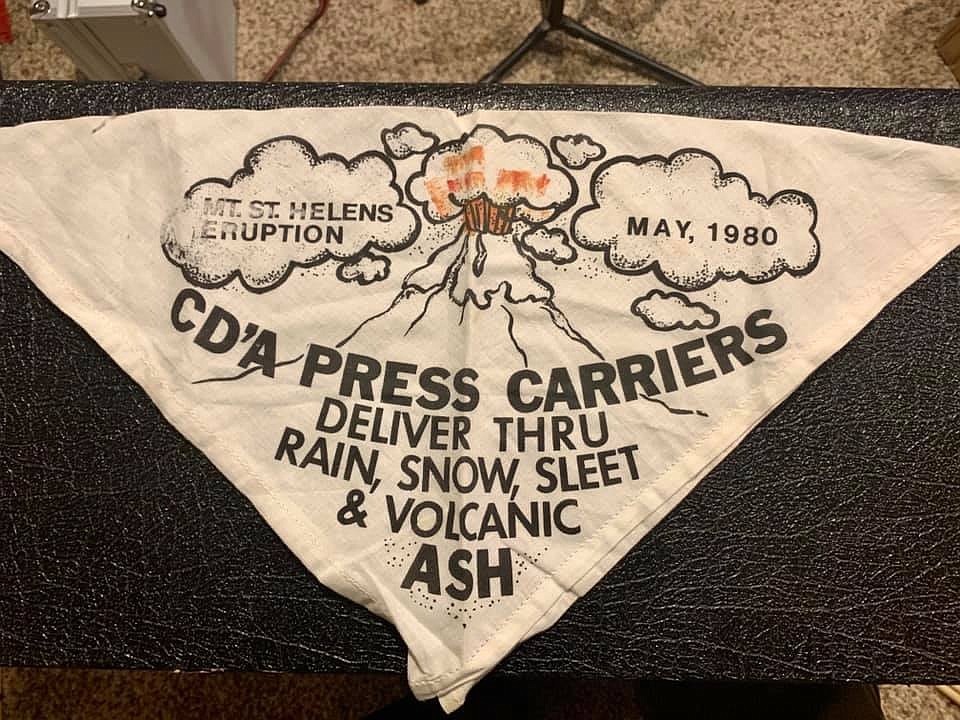 MT. ST. HELENS
ERUPTION
MAY, 1980
CD'A PRESS CARRIERS
DELIVER THRU
RAIN, SNOW, SLEET
& VOLCANIC
ASH